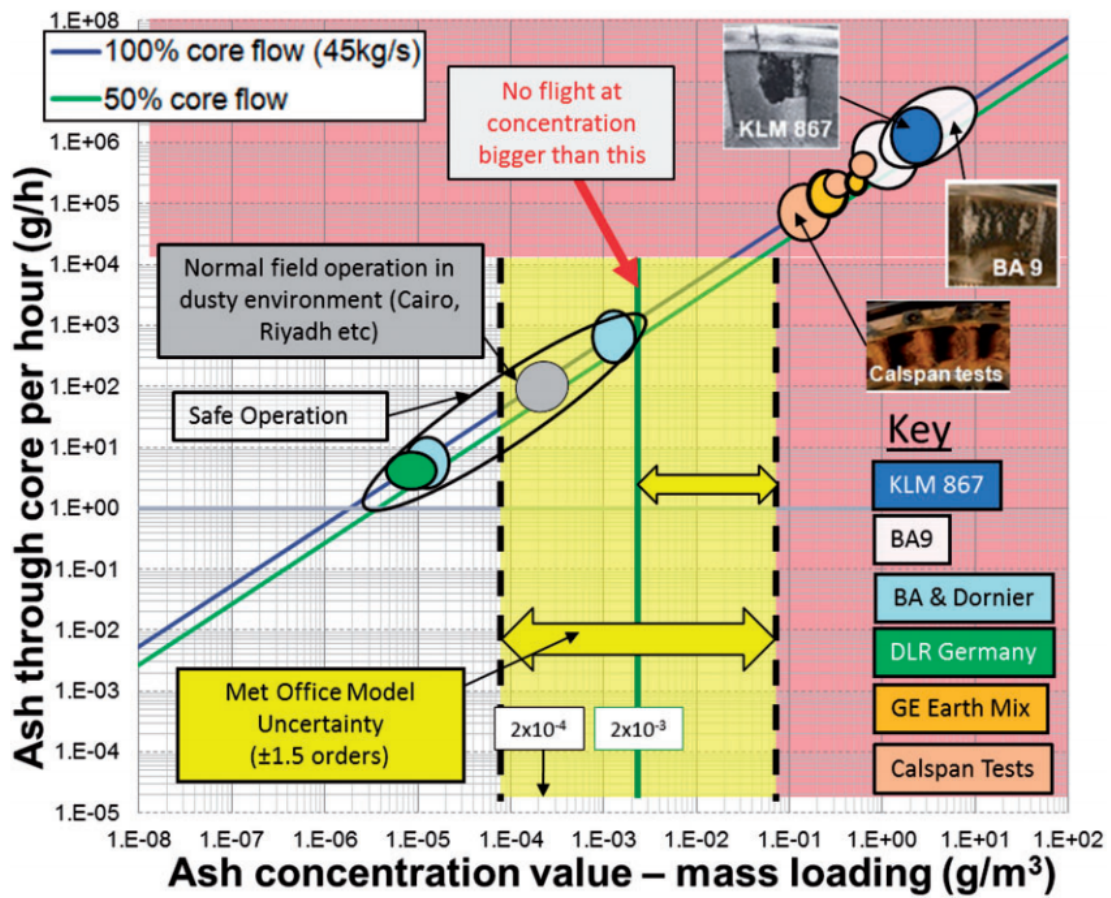 1.E+08
1.E+06
1.E+05
1.E+04
1.E+03
1.E+02
1.E+01
1.E+00
1.E-01
1.E-02
1.E-03
1.E-04
1.E-05
Ash through core per hour (g/h)
100% core flow (45kg/s)
50% core flow
No flight at
concentration
bigger than this
KLM 867
BA 9
Calspan tests
Normal field operation in
dusty environment (Cairo,
Riyadh etc)
Safe Operation
Met Office Model
Uncertainty
(±1.5 orders)
2x10⁻⁴
2x10⁻³
Key
KLM 867
BA9
BA & Dornier
DLR Germany
GE Earth Mix
Calspan Tests
1.E-08 1.E-07 1.E-06 1.E-05 1.E-04 1.E-03 1.E-02 1.E-01 1.E+00 1.E+01 1.E+02
Ash concentration value – mass loading (g/m³)